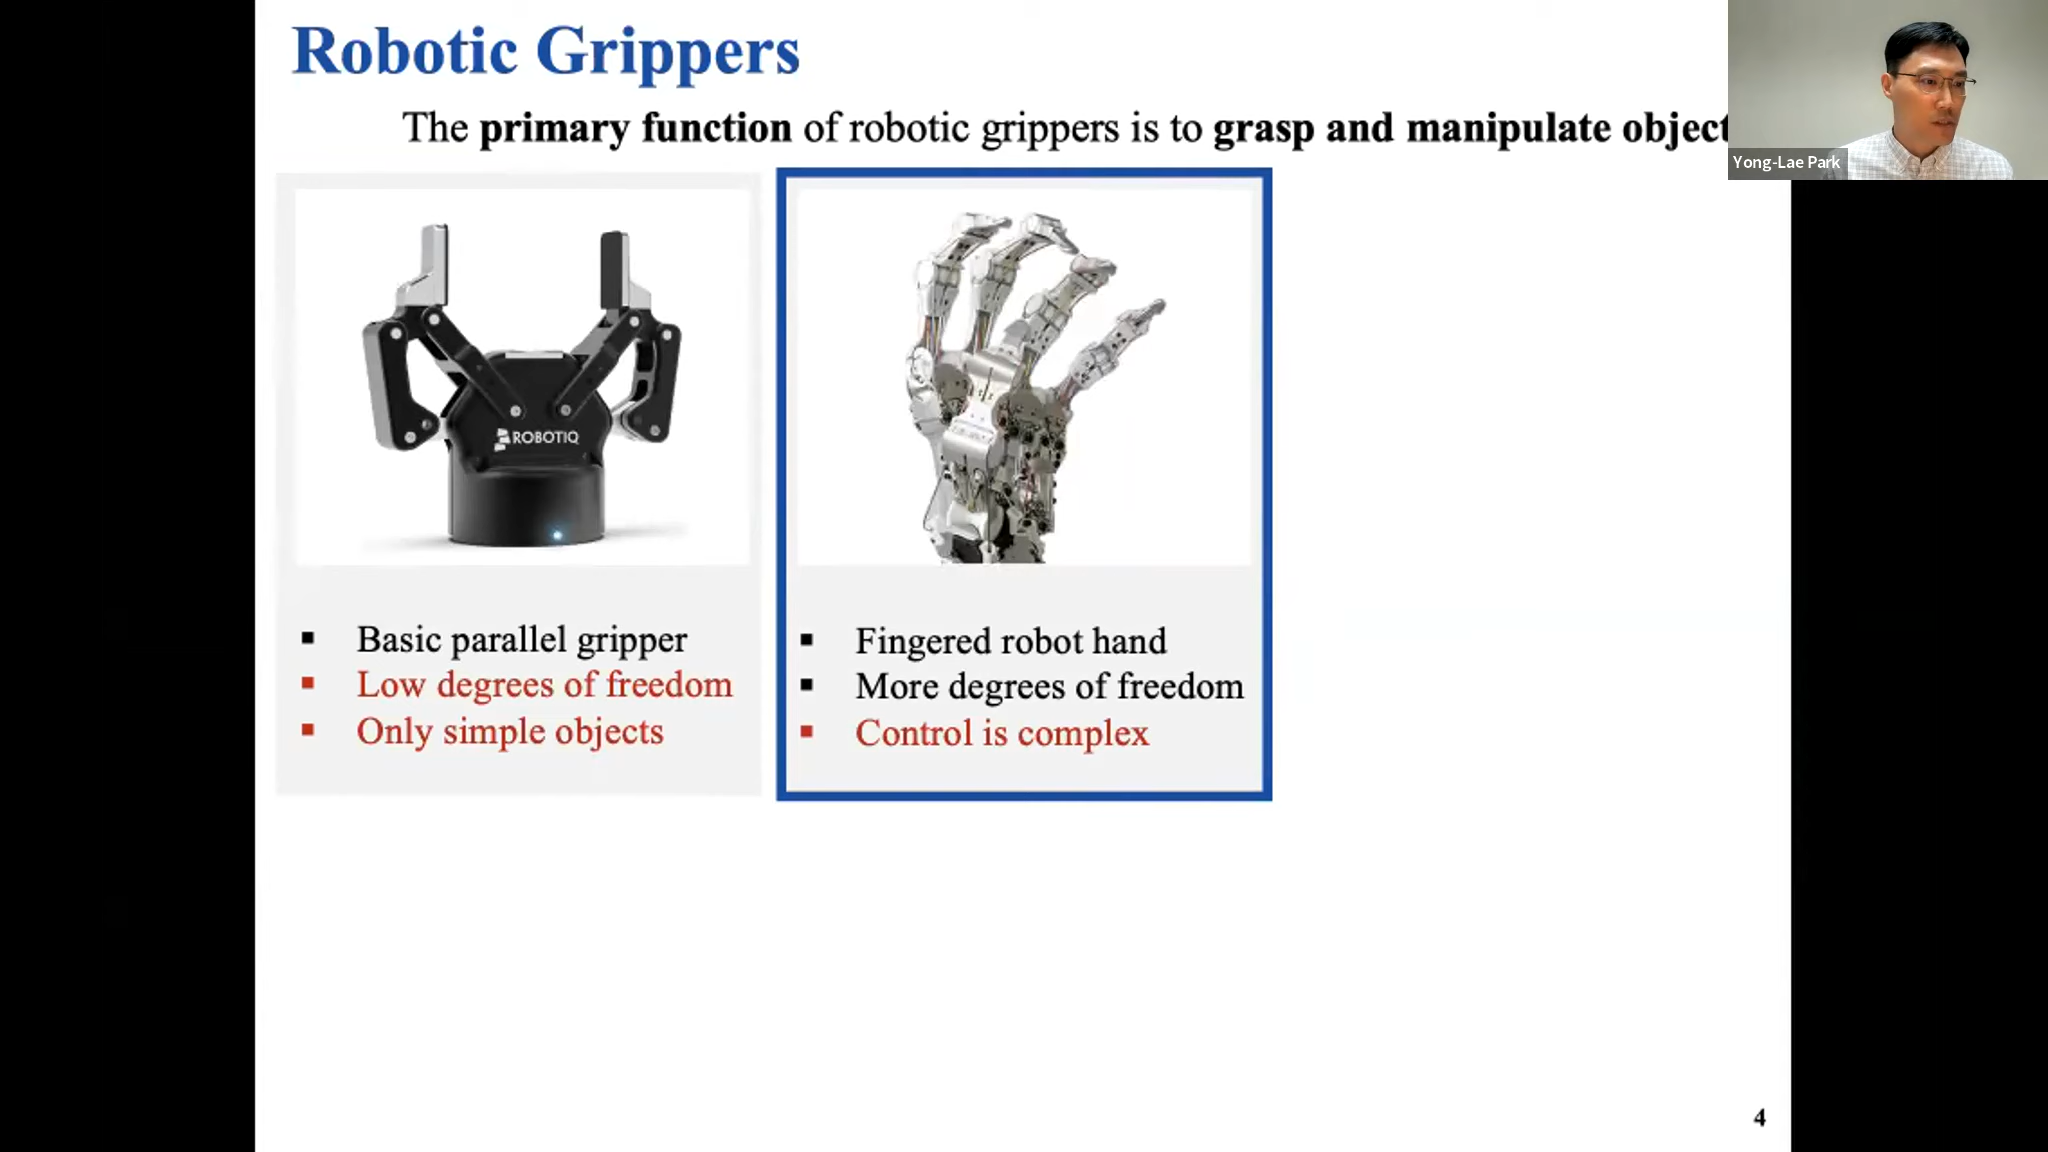 Robotic Grippers
The primary function of robotic grippers is to grasp and manipulate object
Yong-Lae Park
ROBOTIQ
▪ Basic parallel gripper
▪ Low degrees of freedom
▪ Only simple objects
▪ Fingered robot hand
▪ More degrees of freedom
▪ Control is complex
4